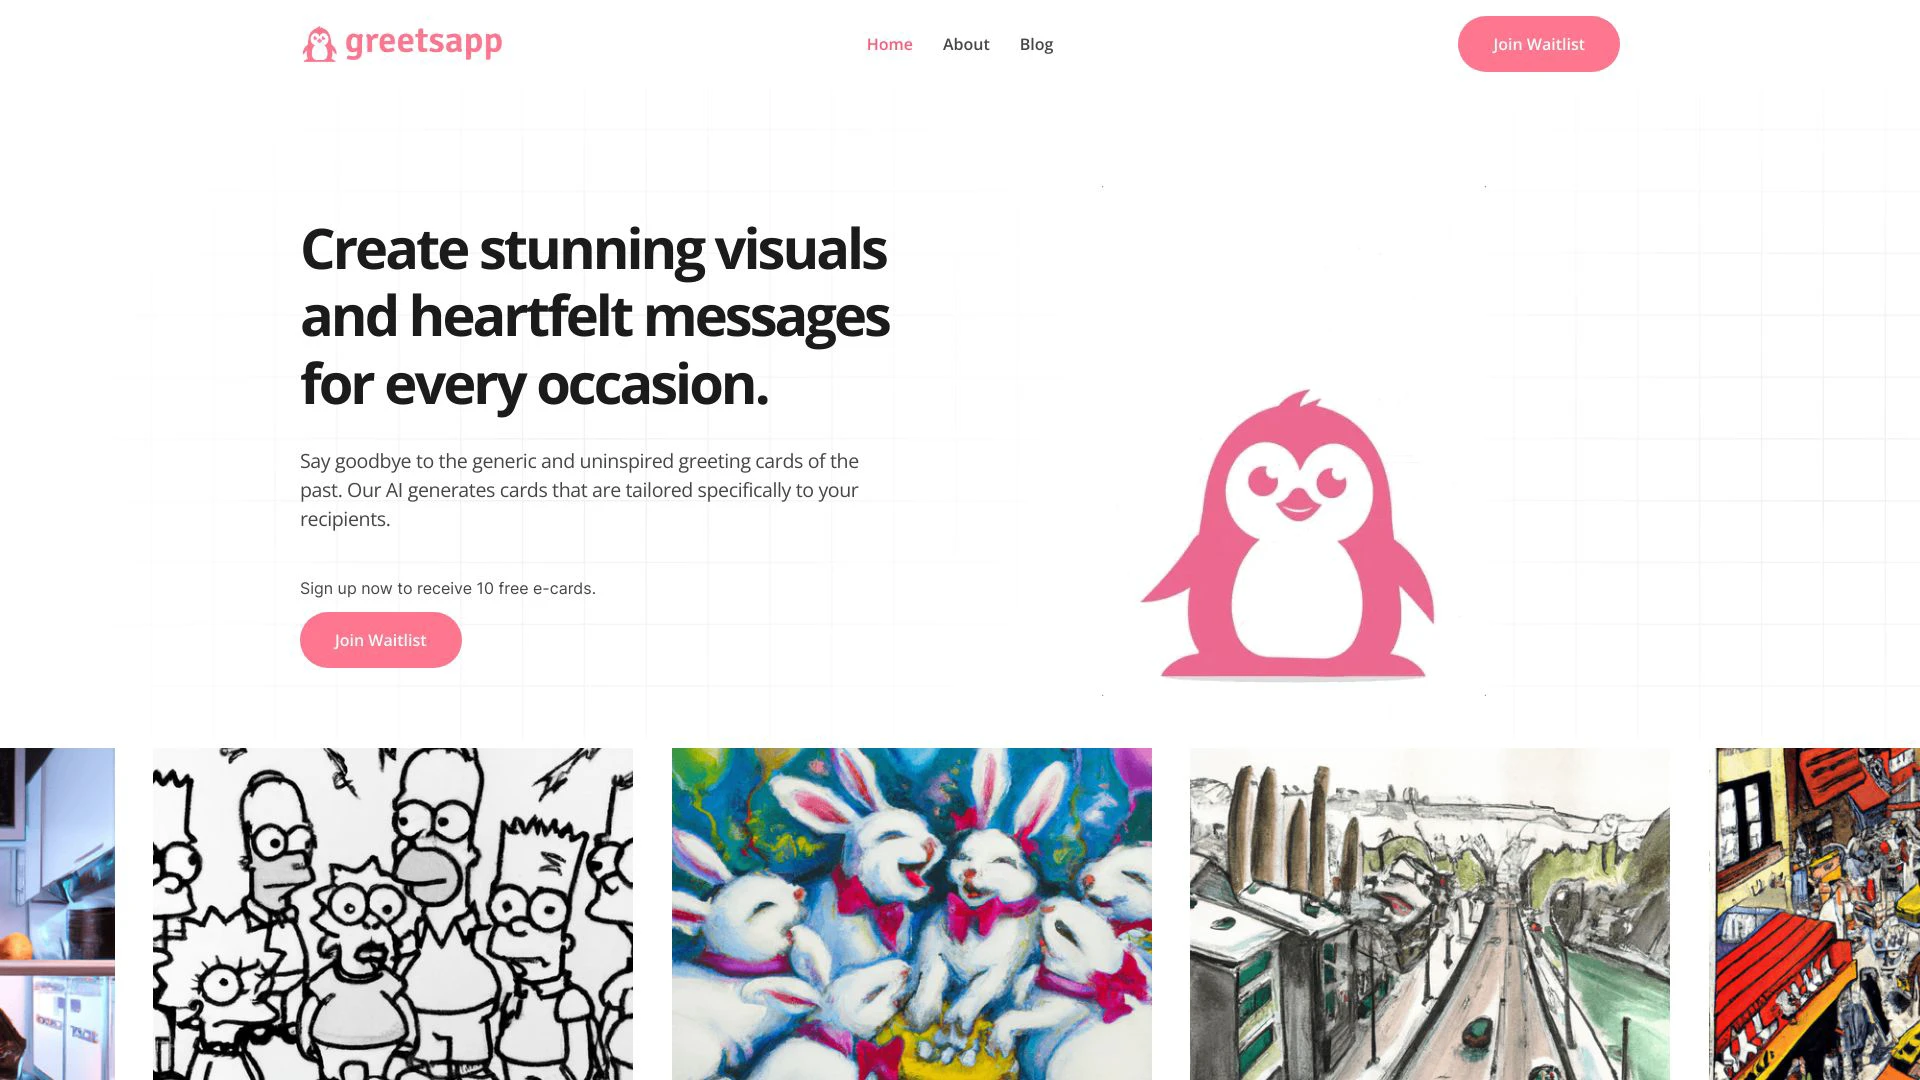 greetsapp
Home
About
Blog
Join Waitlist
Create stunning visuals
and heartfelt messages
for every occasion.
Say goodbye to the generic and uninspired greeting cards of the
past. Our AI generates cards that are tailored specifically to your
recipients.
Sign up now to receive 10 free e-cards.
Join Waitlist